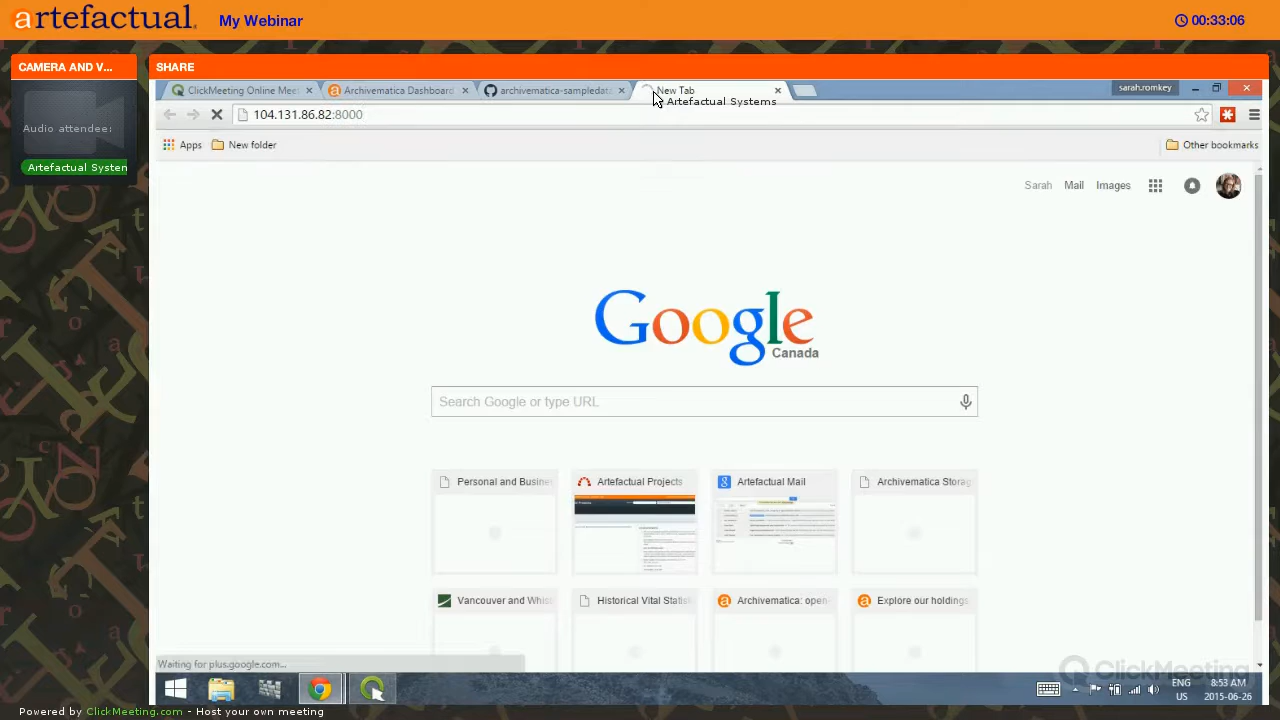 artefactual
My Webinar
00:33:06
CAMERA AND V...
SHARE
Audio attendee:
Artefactual Systen
ClickMeeting Online Meet
Archivematica Dashboard
archivematica-sampledata
New Tab
Artefactual Systems
sarah.romkey
104.131.86.82:8000
Apps
New folder
Other bookmarks
Sarah
Mail
Images
Google
Canada
Search Google or type URL
Personal and Busine
Artefactual Projects
Artefactual Mail
Archivematica Storag
Vancouver and Whis
Historical Vital Statisti
Archivematica: open-
Explore our holdings
Waiting for plus.google.com...
ClickMeeting
ENG
US
8:53 AM
2015-06-26
Powered by ClickMeeting.com - Host your own meeting